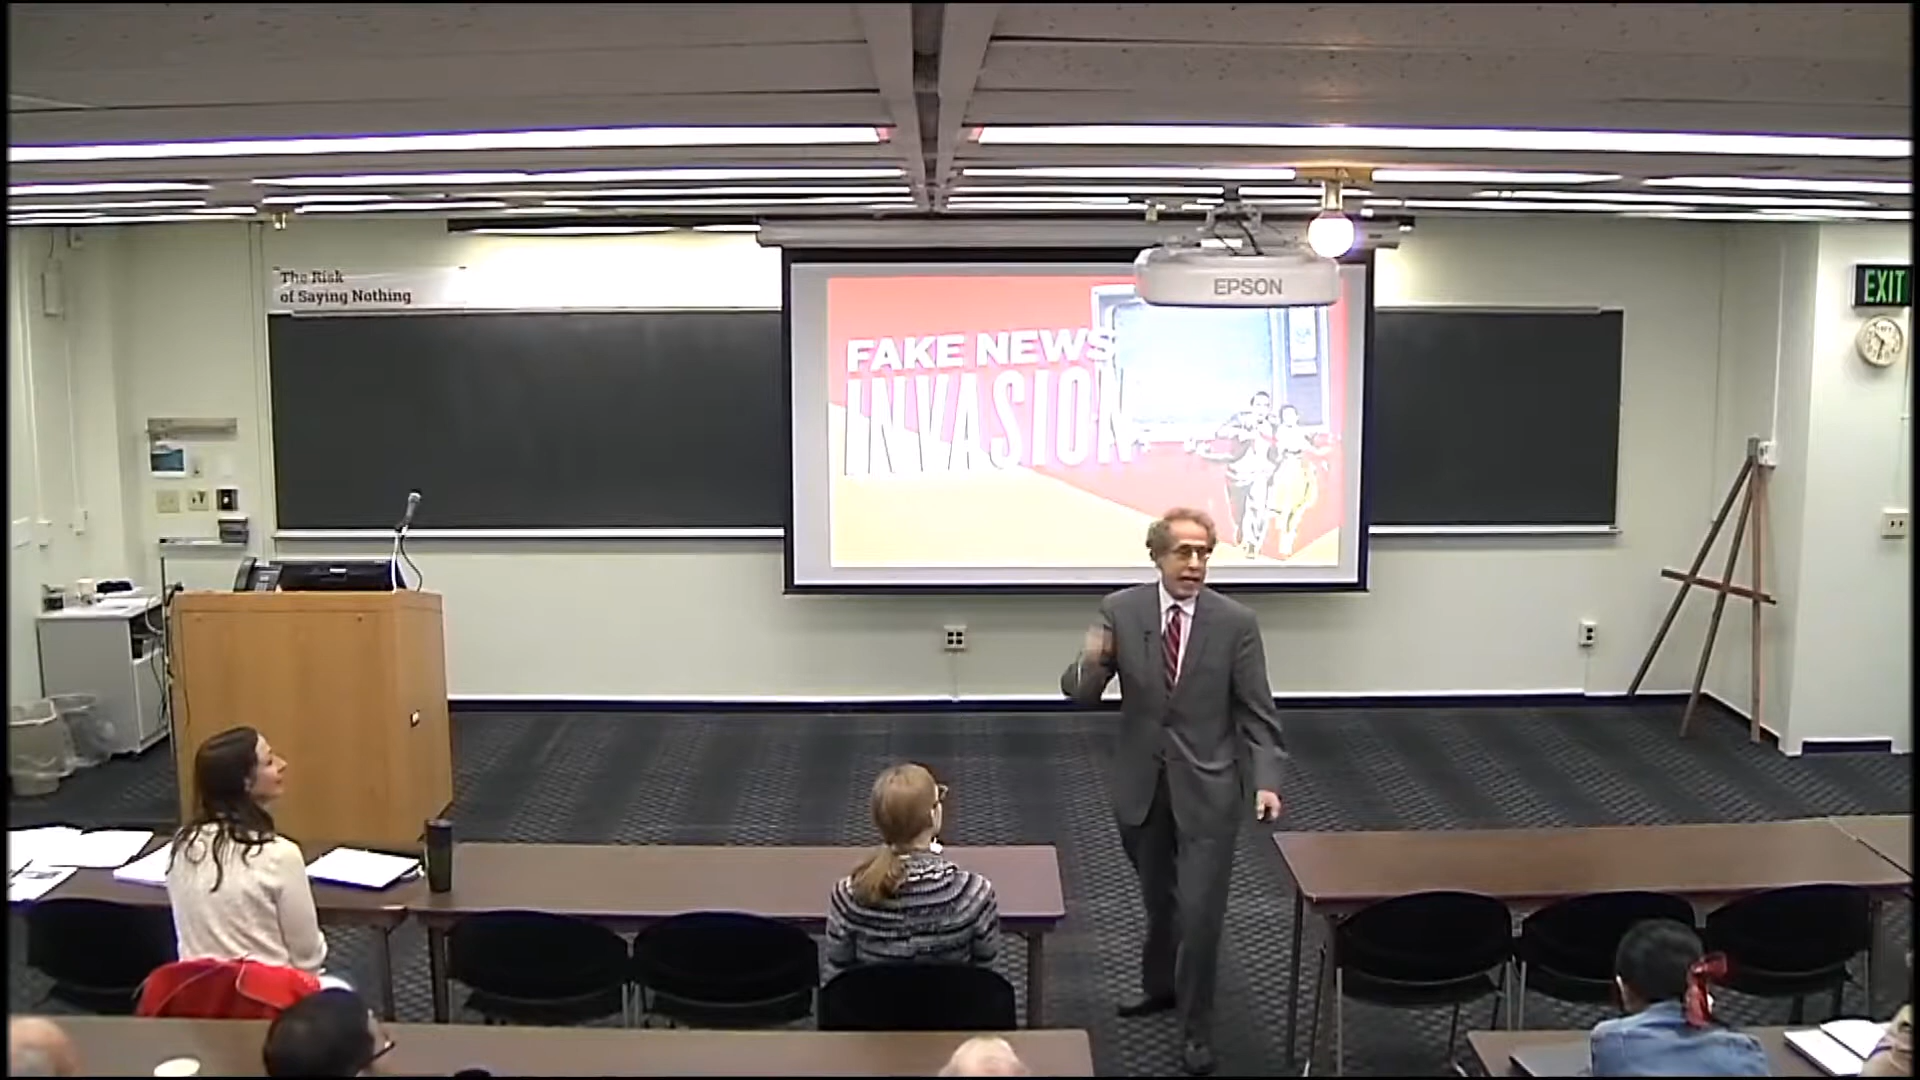 The Risk
of Saying Nothing
EPSON
EXIT
FAKE NEWS
INVASION